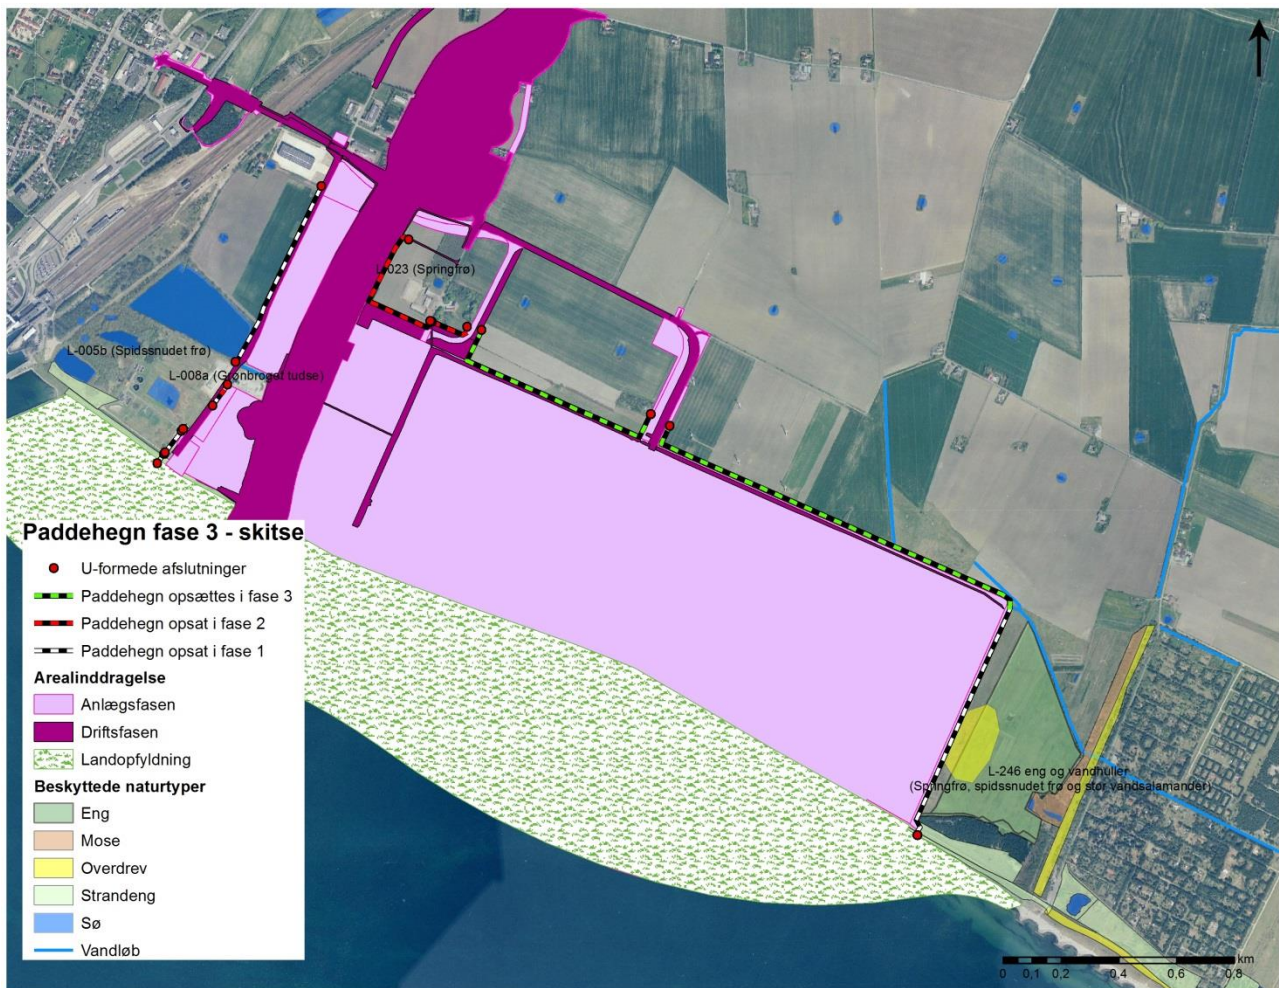 L-023 (Springfrø)
L-005b (Spidssnudet frø)
L-008a (Grønbroget tudse)
Paddehegn fase 3 - skitse
U-formede afslutninger
Paddehegn opsættes i fase 3
Paddehegn opsat i fase 2
Paddehegn opsat i fase 1
Arealinddragelse
Anlægsfasen
Driftsfasen
Landopfyldning
Beskyttede naturtyper
Eng
Mose
Overdrev
Strandeng
Sø
Vandløb
L-246 eng og vandhuller
(Springfrø, spidssnudet frø og stor vandsalamander)
km
0 0,1 0,2 0,4 0,6 0,8